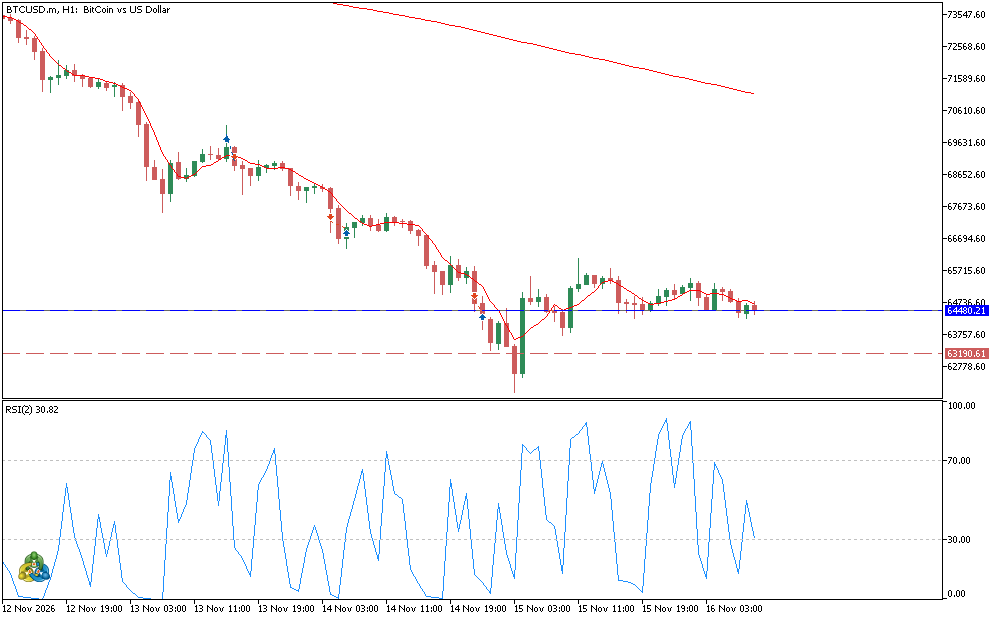 BTCUSD.m, H1: BitCoin vs US Dollar
73547.60
72568.60
71589.60
70610.60
69631.60
68652.60
67673.60
66694.60
65715.60
64736.60
64480.21
63757.60
63190.61
62778.60
RSI(2) 30.82
100.00
70.00
30.00
0.00
12 Nov 2026
12 Nov 19:00
13 Nov 03:00
13 Nov 11:00
13 Nov 19:00
14 Nov 03:00
14 Nov 11:00
14 Nov 19:00
15 Nov 03:00
15 Nov 11:00
15 Nov 19:00
16 Nov 03:00